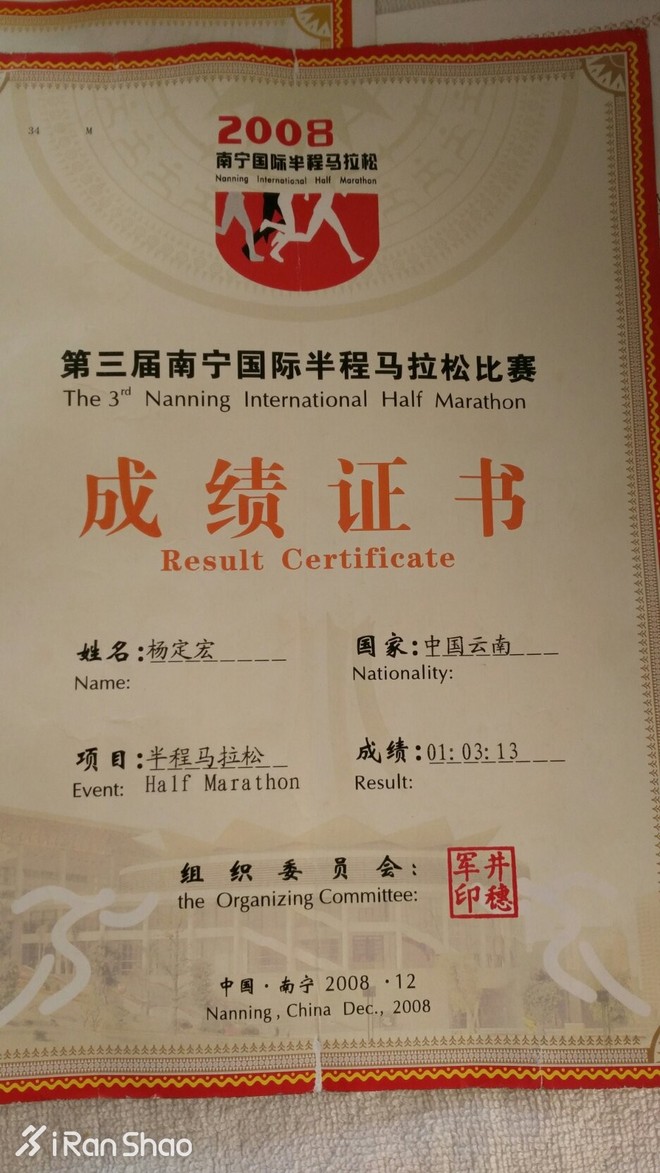 34 M
2008
南宁国际半程马拉松
Nanning International Half Marathon
第三届南宁国际半程马拉松比赛
The 3rd Nanning International Half Marathon
成绩证书
Result Certificate
姓名:杨定宏
Name:
国家:中国云南
Nationality:
项目:半程马拉松
Event: Half Marathon
成绩:01:03:13
Result:
组织委员会:
the Organizing Committee:
井穗军印
中国·南宁 2008 ·12
Nanning, China Dec., 2008
iRanShao